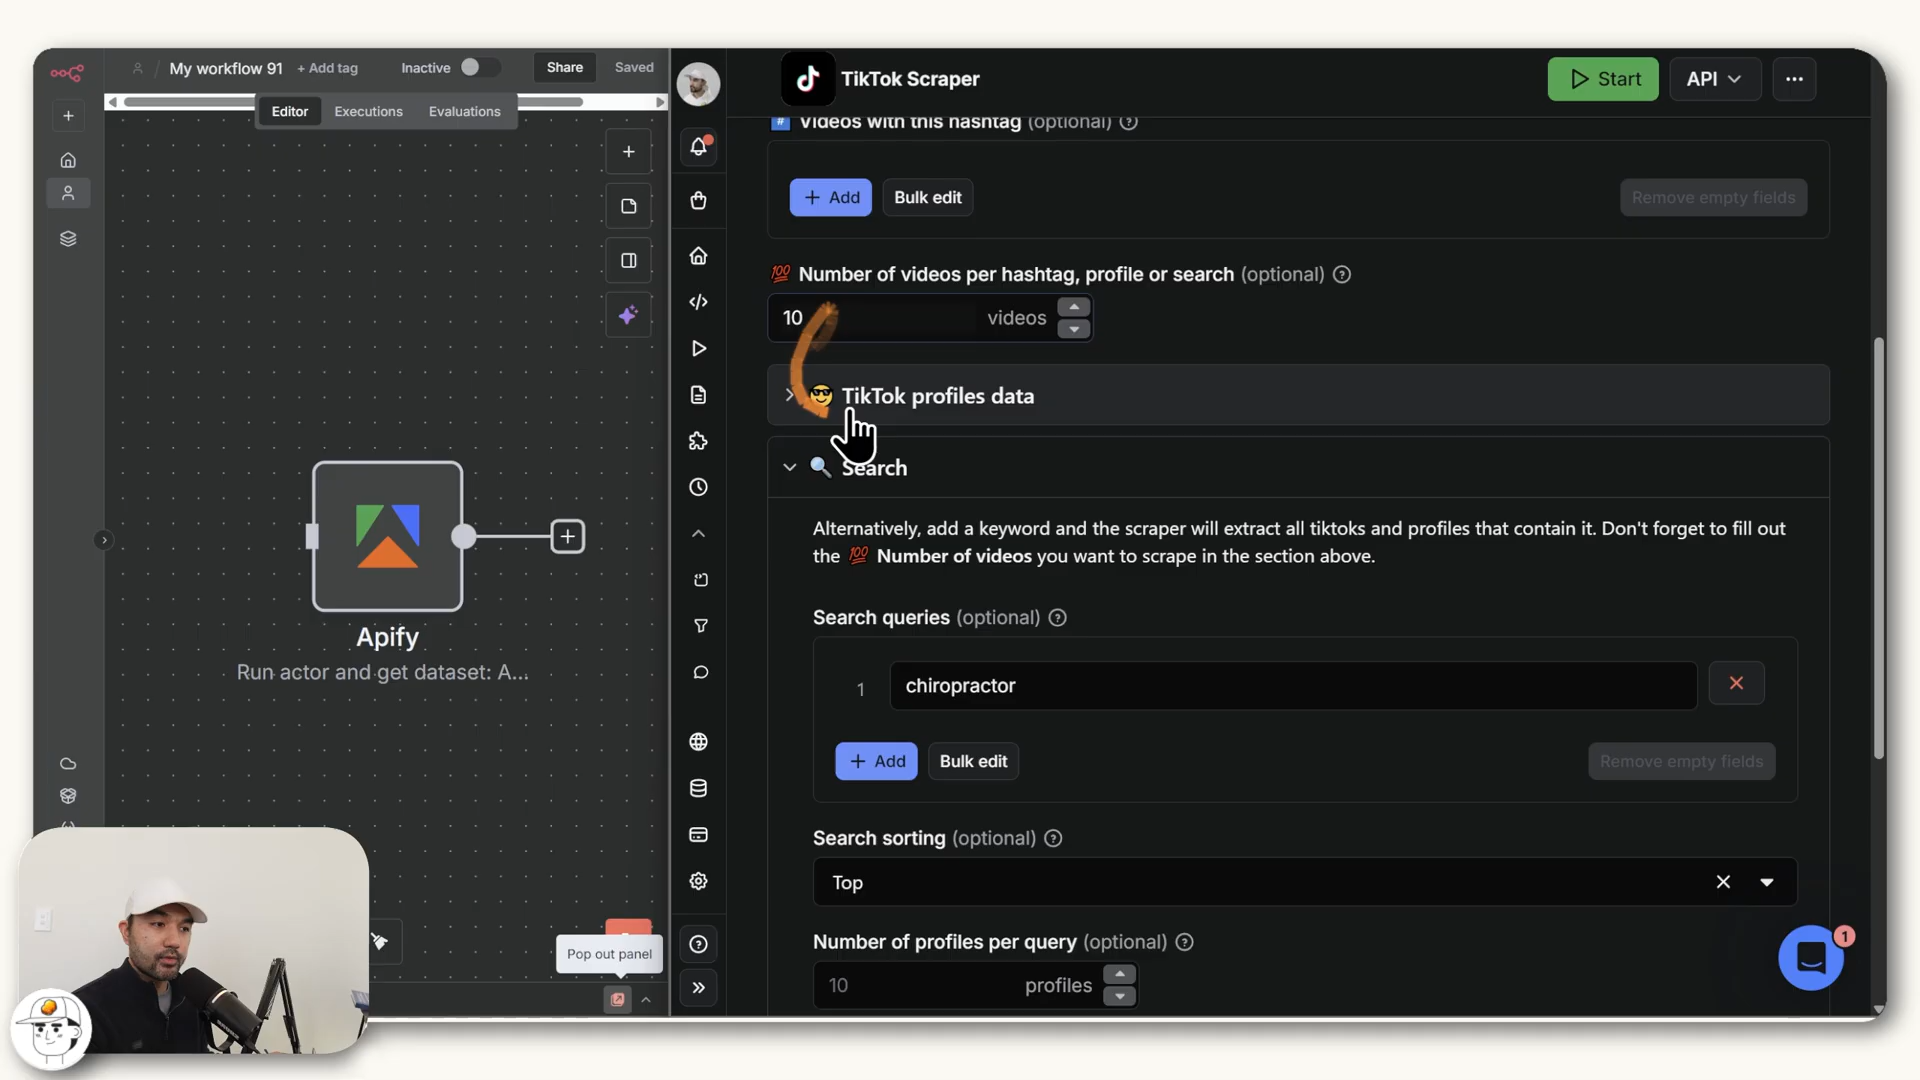 My workflow 91
+ Add tag
Inactive
Share
Saved
Editor
Executions
Evaluations
Apify
Run actor and get dataset: A...
Pop out panel
TikTok Scraper
Start
API
Videos with this hashtag (optional)
+ Add
Bulk edit
Remove empty fields
💯 Number of videos per hashtag, profile or search (optional)
10
videos
😎 TikTok profiles data
🔍 Search
Alternatively, add a keyword and the scraper will extract all tiktoks and profiles that contain it. Don't forget to fill out
the 💯 Number of videos you want to scrape in the section above.
Search queries (optional)
1
chiropractor
+ Add
Bulk edit
Remove empty fields
Search sorting (optional)
Top
Number of profiles per query (optional)
10
profiles
1